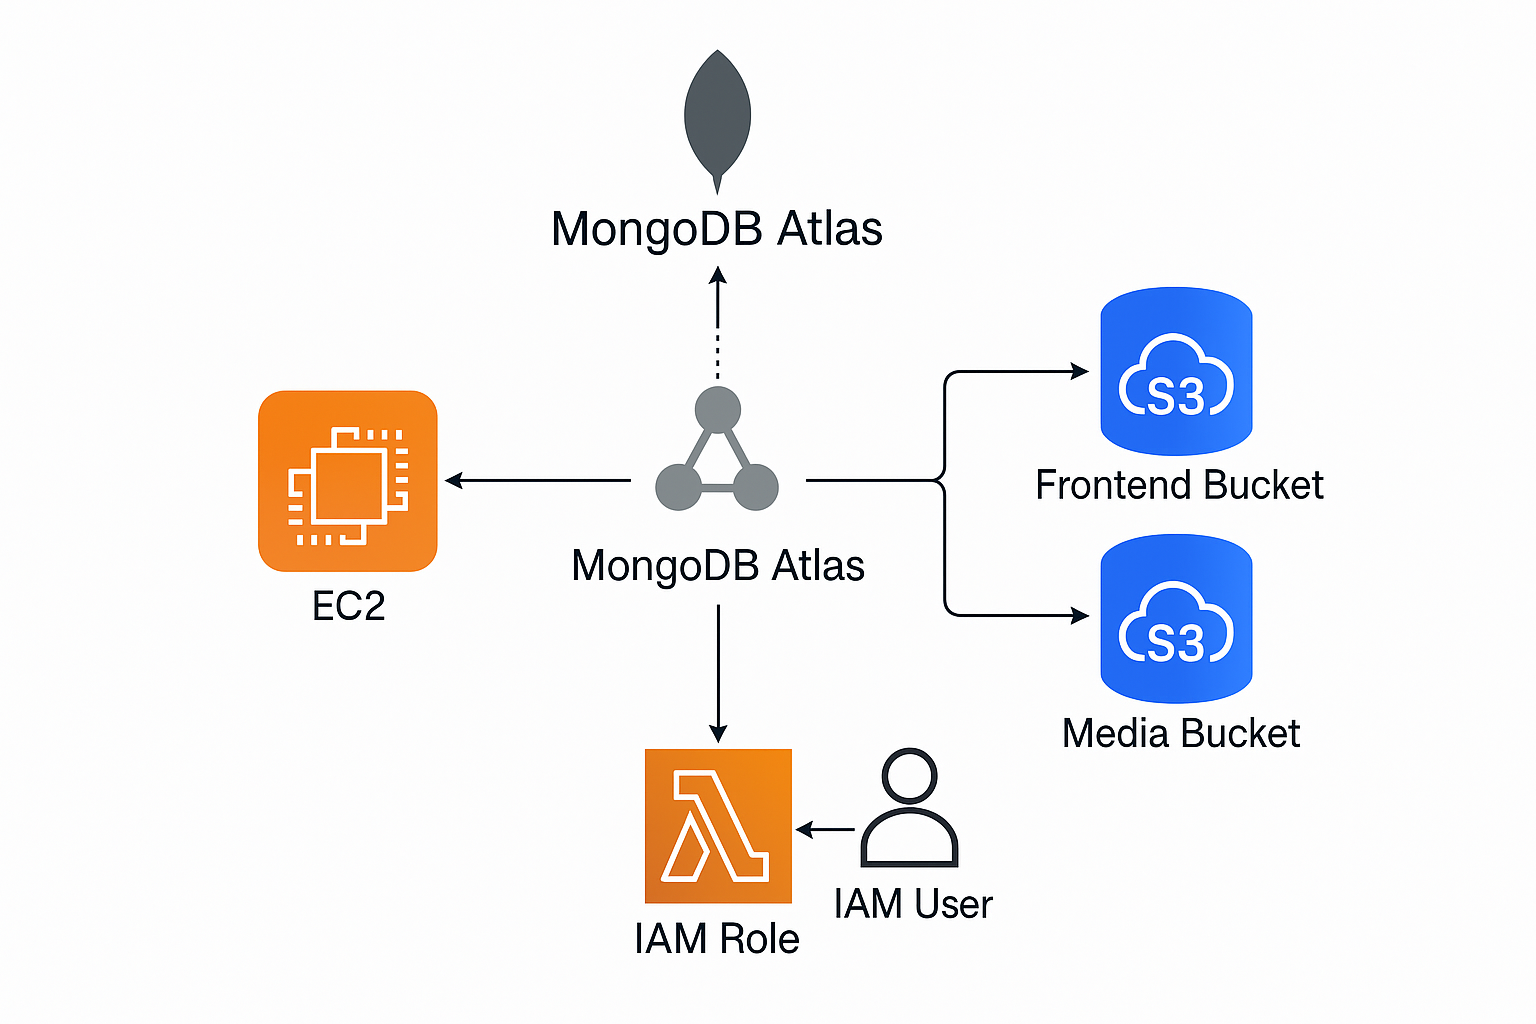 MongoDB Atlas
S3
Frontend Bucket
EC2
MongoDB Atlas
S3
Media Bucket
IAM User
IAM Role